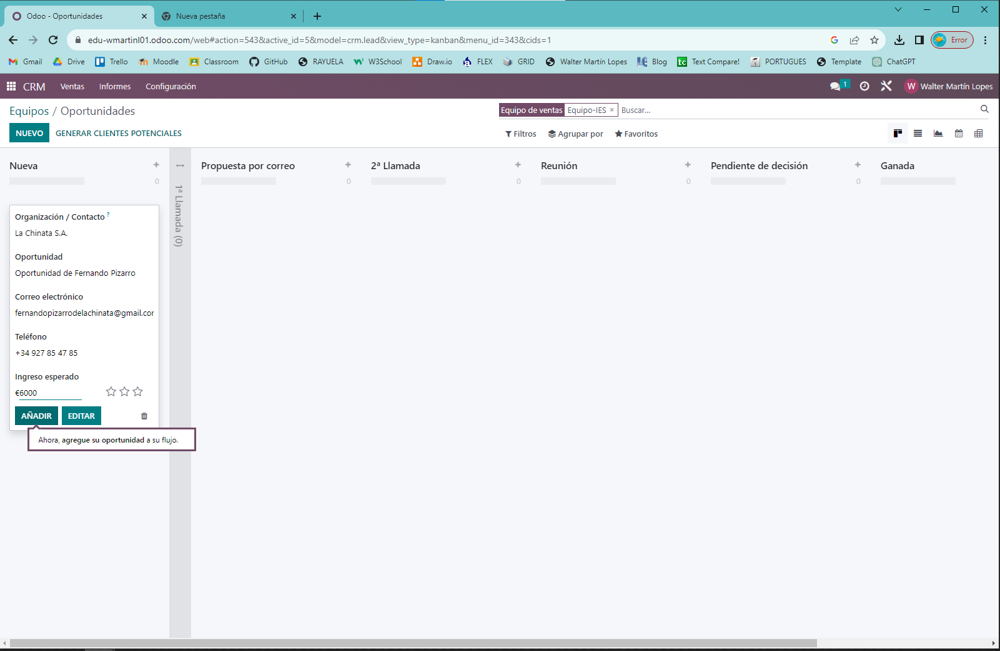 Odoo - Oportunidades
Nueva pestaña
edu-wmartinl01.odoo.com/web#action=543&active_id=5&model=crm.lead&view_type=kanban&menu_id=343&cids=1
Error
Gmail Drive Trello Moodle Classroom GitHub RAYUELA W3School Draw.io FLEX GRID Walter Martín Lopes Blog Text Compare! PORTUGUES Template ChatGPT
CRM Ventas Informes Configuración
1
W Walter Martín Lopes
Equipos / Oportunidades
Equipo de ventas Equipo-IES × Buscar...
NUEVO GENERAR CLIENTES POTENCIALES
Filtros Agrupar por Favoritos
Nueva
0
1ª Llamada (0)
Propuesta por correo
0
2ª Llamada
0
Reunión
0
Pendiente de decisión
0
Ganada
Organización / Contacto ?
La Chinata S.A.
Oportunidad
Oportunidad de Fernando Pizarro
Correo electrónico
fernandopizarrodelachinata@gmail.cor
Teléfono
+34 927 85 47 85
Ingreso esperado
€6000
AÑADIR EDITAR
Ahora, agregue su oportunidad a su flujo.